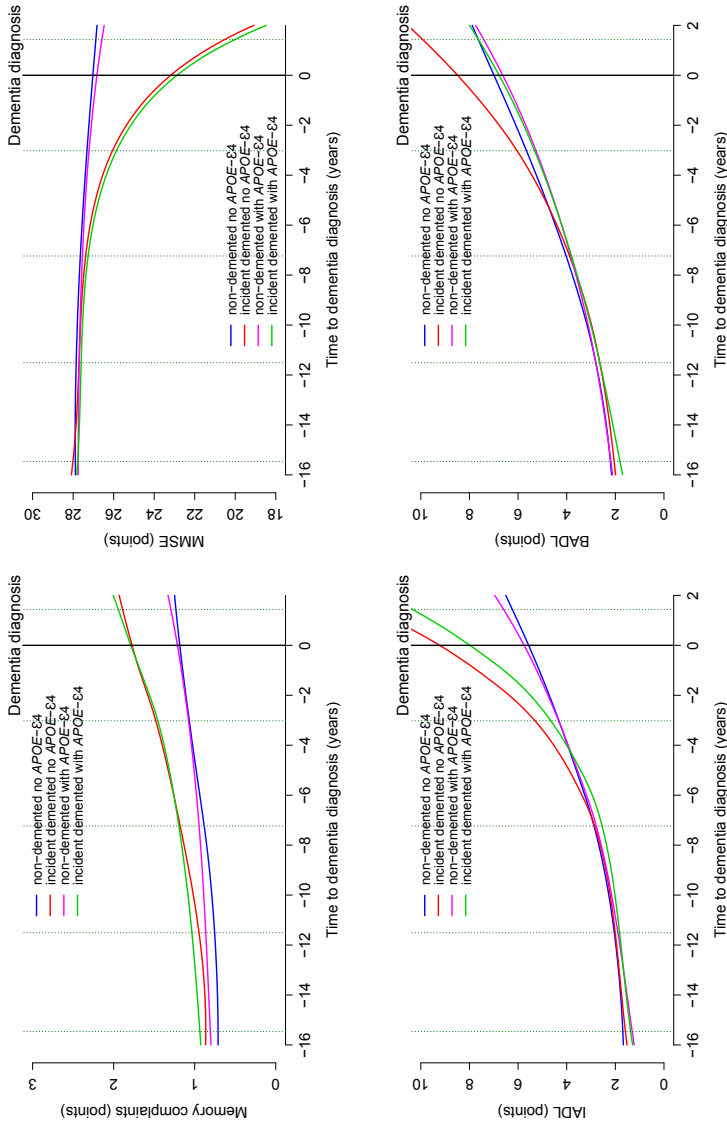 Dementia diagnosis
non−demented no APOE−ε4
incident demented no APOE−ε4
non−demented with APOE−ε4
incident demented with APOE−ε4
Memory complaints (points)
3
2
1
0
−16 −14 −12 −10 −8 −6 −4 −2 0 2
Time to dementia diagnosis (years)
Dementia diagnosis
non−demented no APOE−ε4
incident demented no APOE−ε4
non−demented with APOE−ε4
incident demented with APOE−ε4
MMSE (points)
30
28
26
24
22
20
18
−16 −14 −12 −10 −8 −6 −4 −2 0 2
Time to dementia diagnosis (years)
Dementia diagnosis
non−demented no APOE−ε4
incident demented no APOE−ε4
non−demented with APOE−ε4
incident demented with APOE−ε4
IADL (points)
10
8
6
4
2
0
−16 −14 −12 −10 −8 −6 −4 −2 0 2
Time to dementia diagnosis (years)
Dementia diagnosis
non−demented no APOE−ε4
incident demented no APOE−ε4
non−demented with APOE−ε4
incident demented with APOE−ε4
BADL (points)
10
8
6
4
2
0
−16 −14 −12 −10 −8 −6 −4 −2 0 2
Time to dementia diagnosis (years)